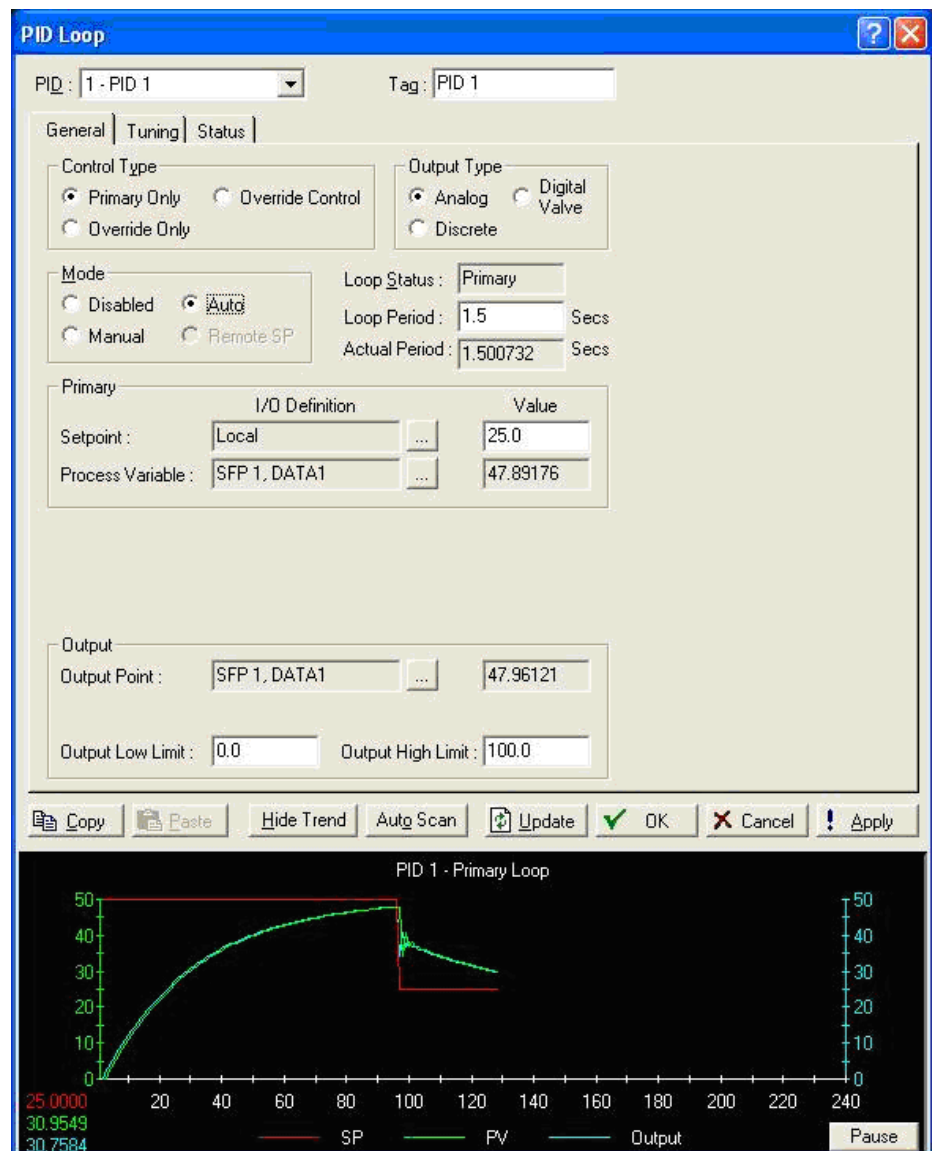 PID Loop
PID : 1 - PID 1 Tag : PID 1
General Tuning Status
Control Type
Primary Only Override Control
Override Only
Output Type
Analog Digital Valve
Discrete
Mode
Disabled Auto
Manual Remote SP
Loop Status : Primary
Loop Period : 1.5 Secs
Actual Period : 1.500732 Secs
Primary
I/O Definition Value
Setpoint : Local ... 25.0
Process Variable : SFP 1, DATA1 ... 47.89176
Output
Output Point : SFP 1, DATA1 ... 47.96121
Output Low Limit : 0.0 Output High Limit : 100.0
Copy Paste Hide Trend Auto Scan Update OK Cancel Apply
PID 1 - Primary Loop
50 50
40 40
30 30
20 20
10 10
0 0
25.0000 20 40 60 80 100 120 140 160 180 200 220 240
30.9549
30.7584 SP PV Output Pause